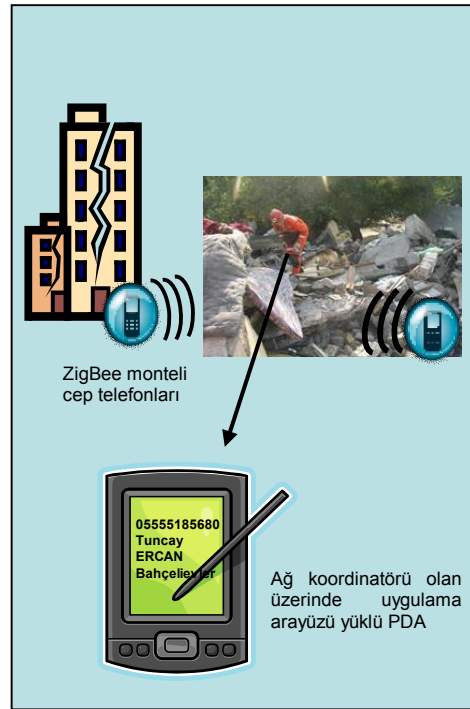 ZigBee monteli
cep telefonları
05555185680
Tuncay
ERCAN
Bahçelievler
Ağ koordinatörü olan
üzerinde uygulama
arayüzü yüklü PDA